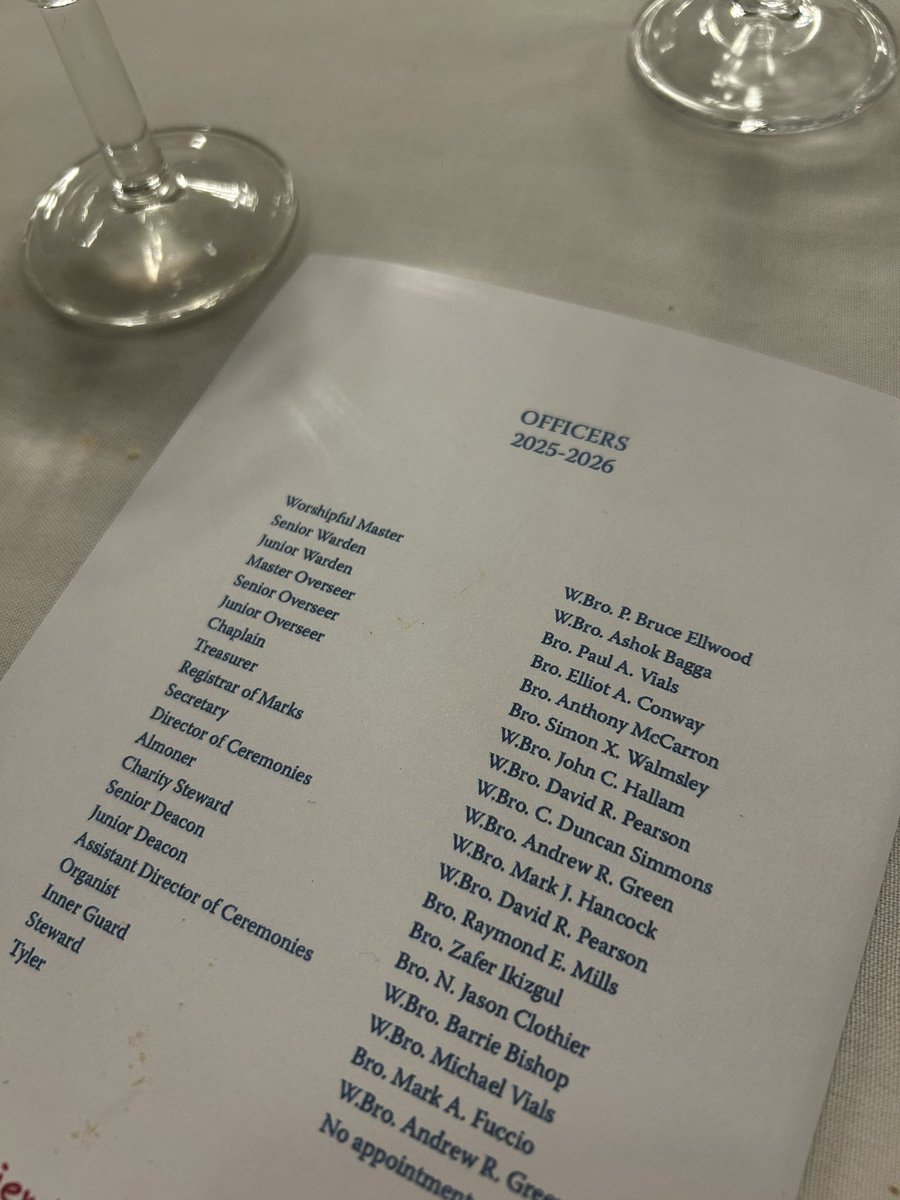 OFFICERS
2025-2026
Worshipful Master W.Bro. P. Bruce Ellwood
Senior Warden W.Bro. Ashok Bagga
Junior Warden Bro. Paul A. Vials
Master Overseer Bro. Elliot A. Conway
Senior Overseer Bro. Anthony McCarron
Junior Overseer Bro. Simon X. Walmsley
Chaplain W.Bro. John C. Hallam
Treasurer W.Bro. David R. Pearson
Registrar of Marks W.Bro. C. Duncan Simmons
Secretary W.Bro. Andrew R. Green
Director of Ceremonies W.Bro. Mark J. Hancock
Almoner W.Bro. David R. Pearson
Charity Steward Bro. Raymond E. Mills
Senior Deacon Bro. Zafer Ikizgul
Junior Deacon Bro. N. Jason Clothier
Assistant Director of Ceremonies W.Bro. Barrie Bishop
Organist W.Bro. Michael Vials
Inner Guard Bro. Mark A. Fuccio
Steward W.Bro. Andrew R.
Tyler No appointment